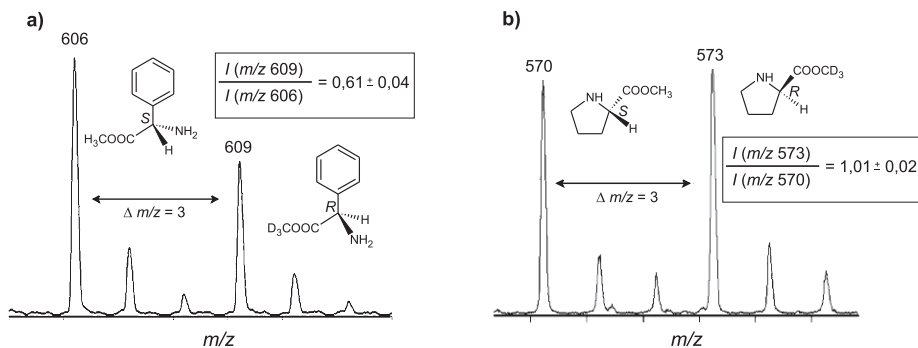 a)
606
I (m/z 609)
I (m/z 606)
= 0,61 ± 0,04
S
H₃COOC
NH₂
H
609
Δ m/z = 3
R
H
D₃COOC
NH₂
m/z
b)
570
573
NH
COOCH₃
S
H
NH
COOCD₃
R
H
I (m/z 573)
I (m/z 570)
= 1,01 ± 0,02
Δ m/z = 3
m/z